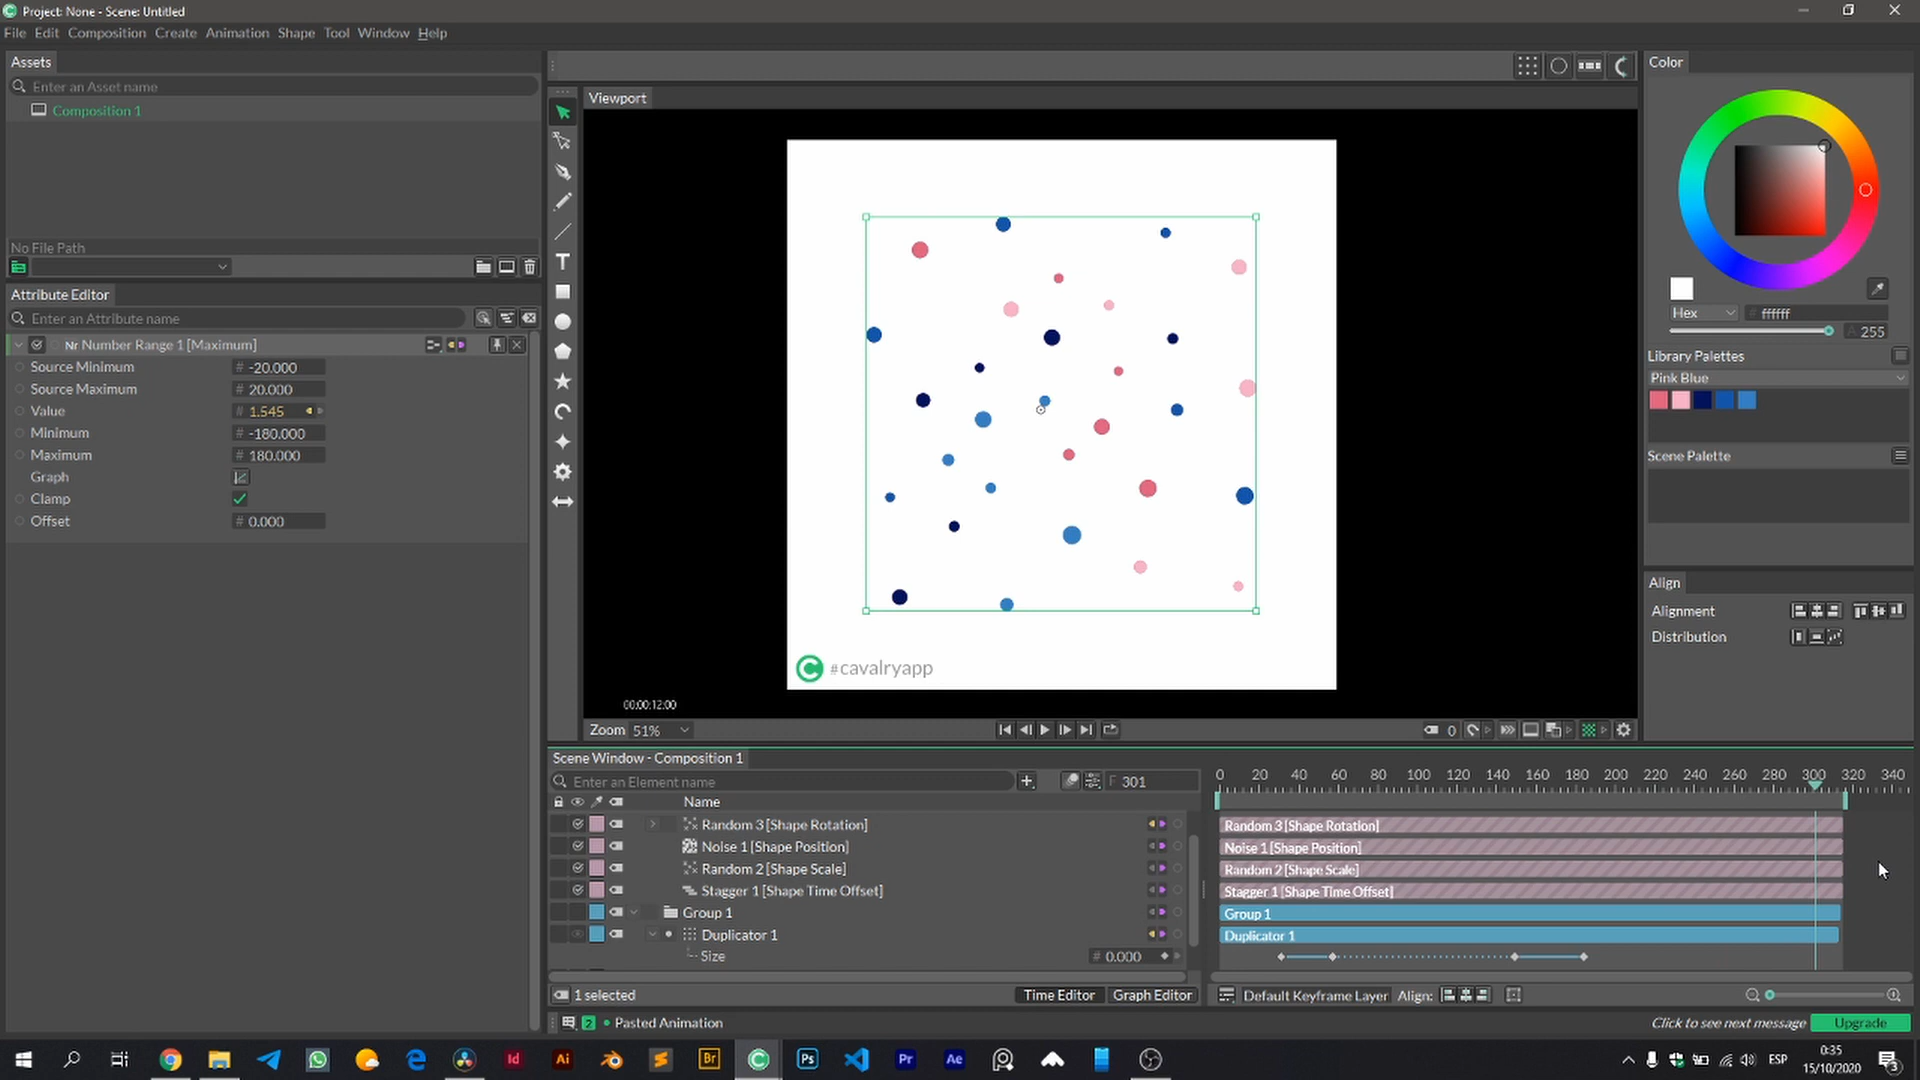 Project: None - Scene: Untitled
File Edit Composition Create Animation Shape Tool Window Help
Assets
Enter an Asset name
Composition 1
No File Path
Attribute Editor
Enter an Attribute name
Nr Number Range 1 [Maximum]
Source Minimum # -20.000
Source Maximum # 20.000
Value # 1.545
Minimum # -180.000
Maximum # 180.000
Graph
Clamp
Offset # 0.000
Viewport
#cavalryapp
00:00:12:00
Zoom 51%
0
Color
Hex # ffffff
A 255
Library Palettes
Pink Blue
Scene Palette
Align
Alignment
Distribution
Scene Window - Composition 1
Enter an Element name
F 301
0 20 40 60 80 100 120 140 160 180 200 220 240 260 280 300 320 340
Name
Random 3 [Shape Rotation]
Noise 1 [Shape Position]
Random 2 [Shape Scale]
Stagger 1 [Shape Time Offset]
Group 1
Duplicator 1
Size # 0.000
Random 3 [Shape Rotation]
Noise 1 [Shape Position]
Random 2 [Shape Scale]
Stagger 1 [Shape Time Offset]
Group 1
Duplicator 1
1 selected
Time Editor Graph Editor
Default Keyframe Layer Align:
2 Pasted Animation
Click to see next message Upgrade
Id Ai Br Ps Pr Ae
ESP
0:35
15/10/2020
3